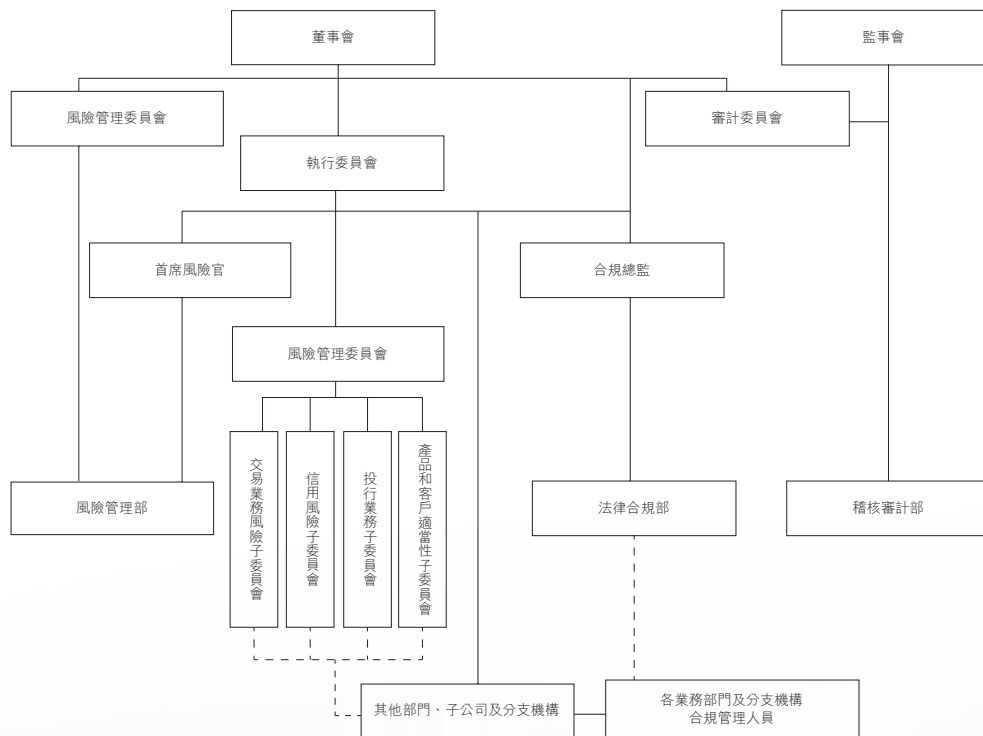 董事會
監事會
風險管理委員會
審計委員會
執行委員會
首席風險官
合規總監
風險管理委員會
交易業務風險子委員會
信用風險子委員會
投行業務子委員會
產品和客戶適當性子委員會
風險管理部
法律合規部
稽核審計部
其他部門、子公司及分支機構
各業務部門及分支機構
合規管理人員